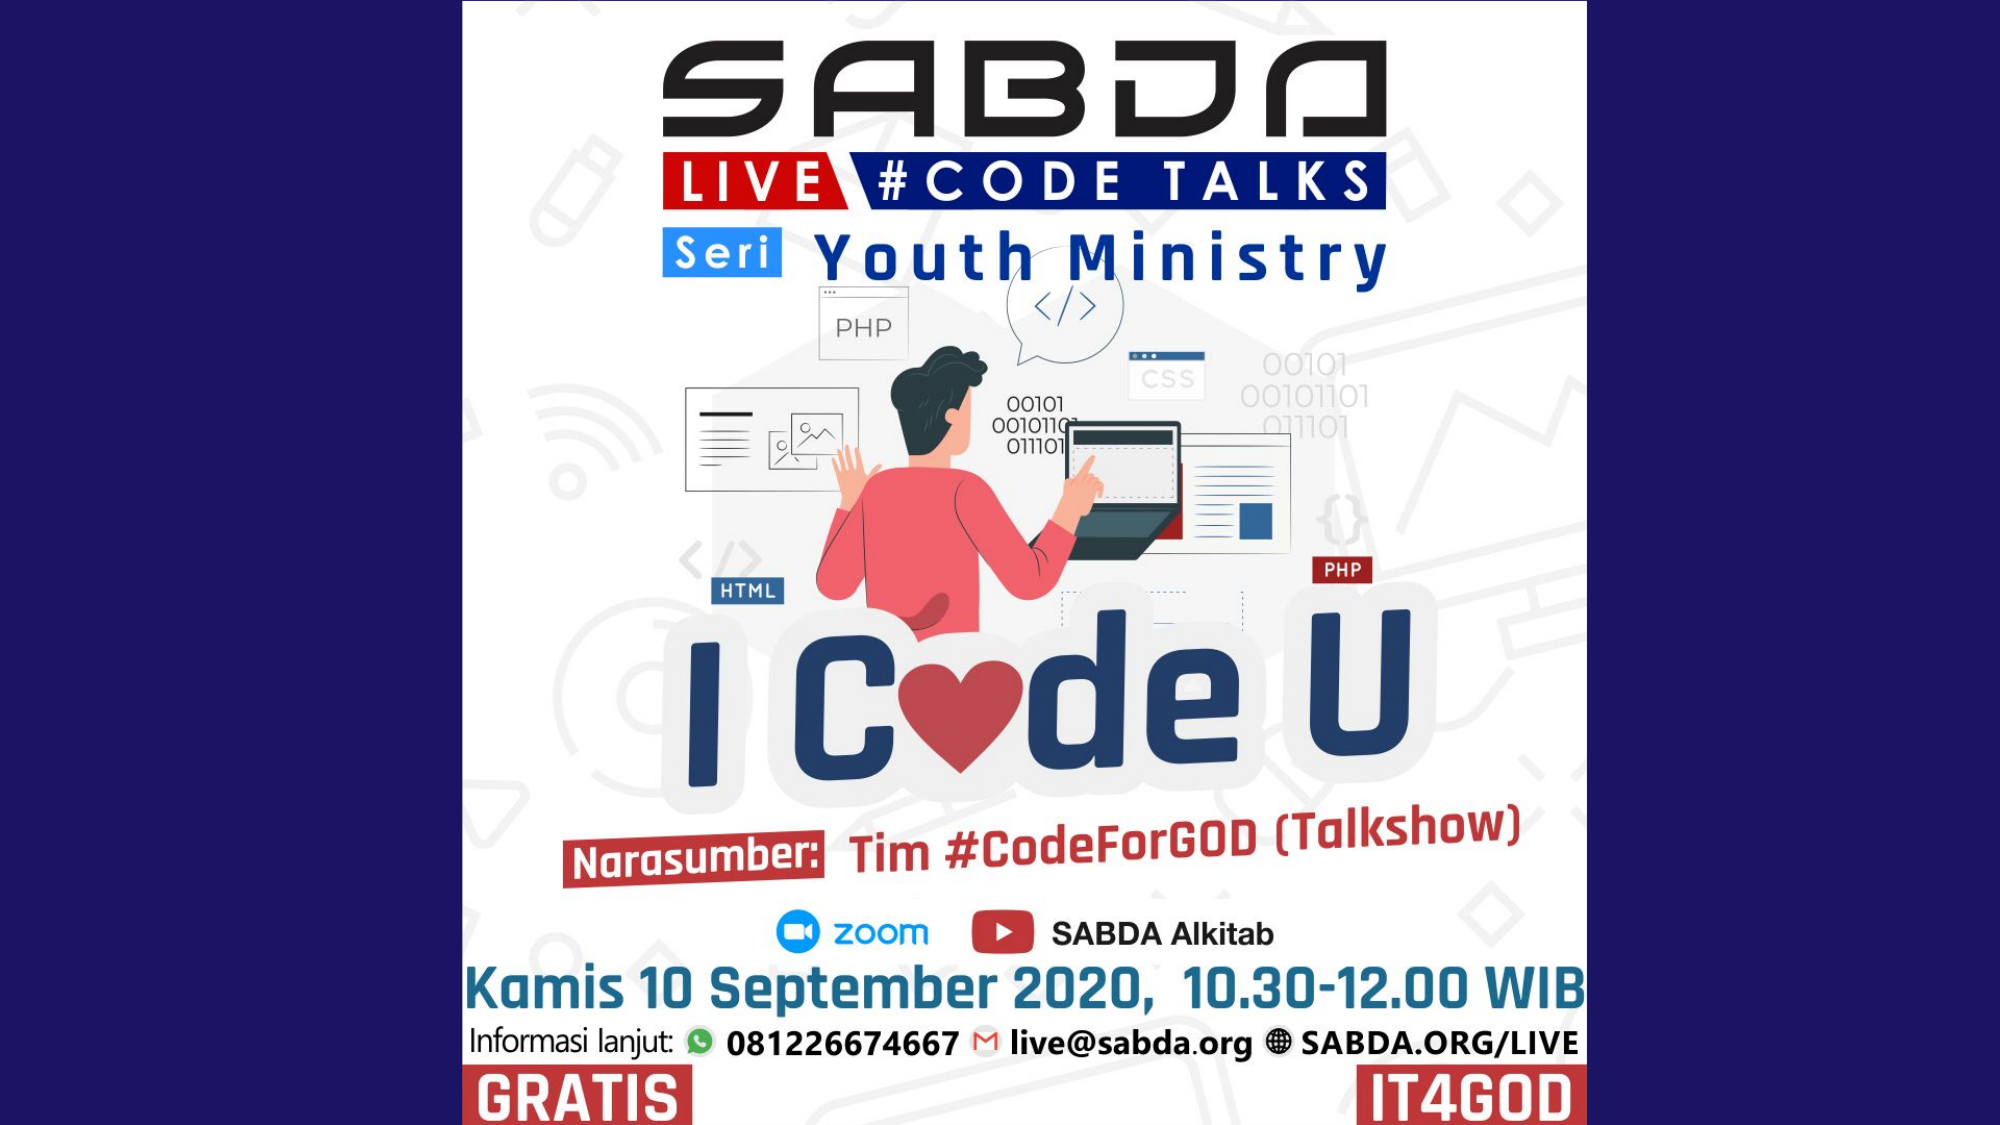 SABDA
LIVE #CODE TALKS
Seri Youth Ministry
</>
PHP
CSS
00101
00101101
011101
00101
0010110
011101
{}
</>
PHP
HTML
I C de U
Narasumber: Tim #CodeForGOD (Talkshow)
zoom SABDA Alkitab
Kamis 10 September 2020, 10.30-12.00 WIB
Informasi lanjut: 081226674667 live@sabda.org SABDA.ORG/LIVE
GRATIS IT4GOD